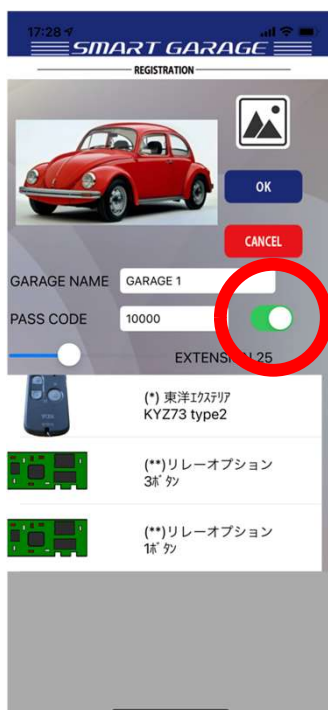 17:28
SMART GARAGE
REGISTRATION
OK
CANCEL
GARAGE NAME GARAGE 1
PASS CODE 10000
EXTENSION 25
(*) 東洋エクステリア
KYZ73 type2
(**)リレーオプション
3ボタン
(**)リレーオプション
1ボタン